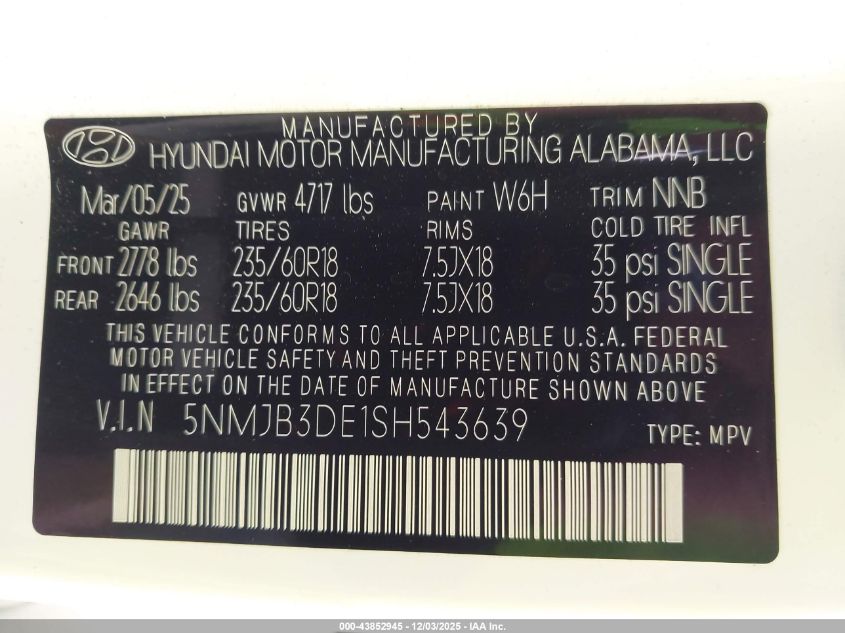 MANUFACTURED BY
HYUNDAI MOTOR MANUFACTURING ALABAMA, LLC
Mar/05/25 GVWR 4717 lbs PAINT W6H TRIM NNB
GAWR TIRES RIMS COLD TIRE INFL
FRONT 2778 lbs 235/60R18 7.5JX18 35 psi SINGLE
REAR 2646 lbs 235/60R18 7.5JX18 35 psi SINGLE
THIS VEHICLE CONFORMS TO ALL APPLICABLE U.S.A. FEDERAL
MOTOR VEHICLE SAFETY AND THEFT PREVENTION STANDARDS
IN EFFECT ON THE DATE OF MANUFACTURE SHOWN ABOVE
V.I.N 5NMJB3DE1SH543639 TYPE: MPV
000-43852945 - 12/03/2025 - IAA Inc.